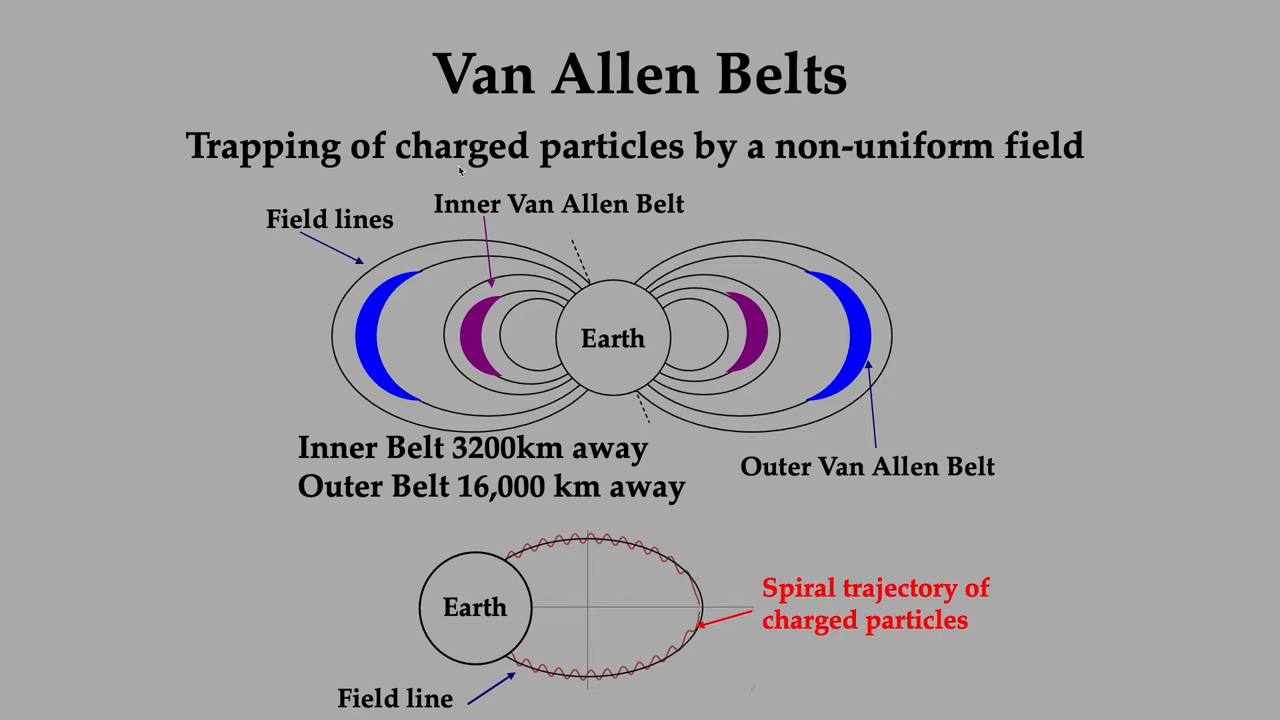 Van Allen Belts
Trapping of charged particles by a non-uniform field
Inner Van Allen Belt
Field lines
Earth
Inner Belt 3200km away
Outer Belt 16,000 km away
Outer Van Allen Belt
Earth
Spiral trajectory of
charged particles
Field line